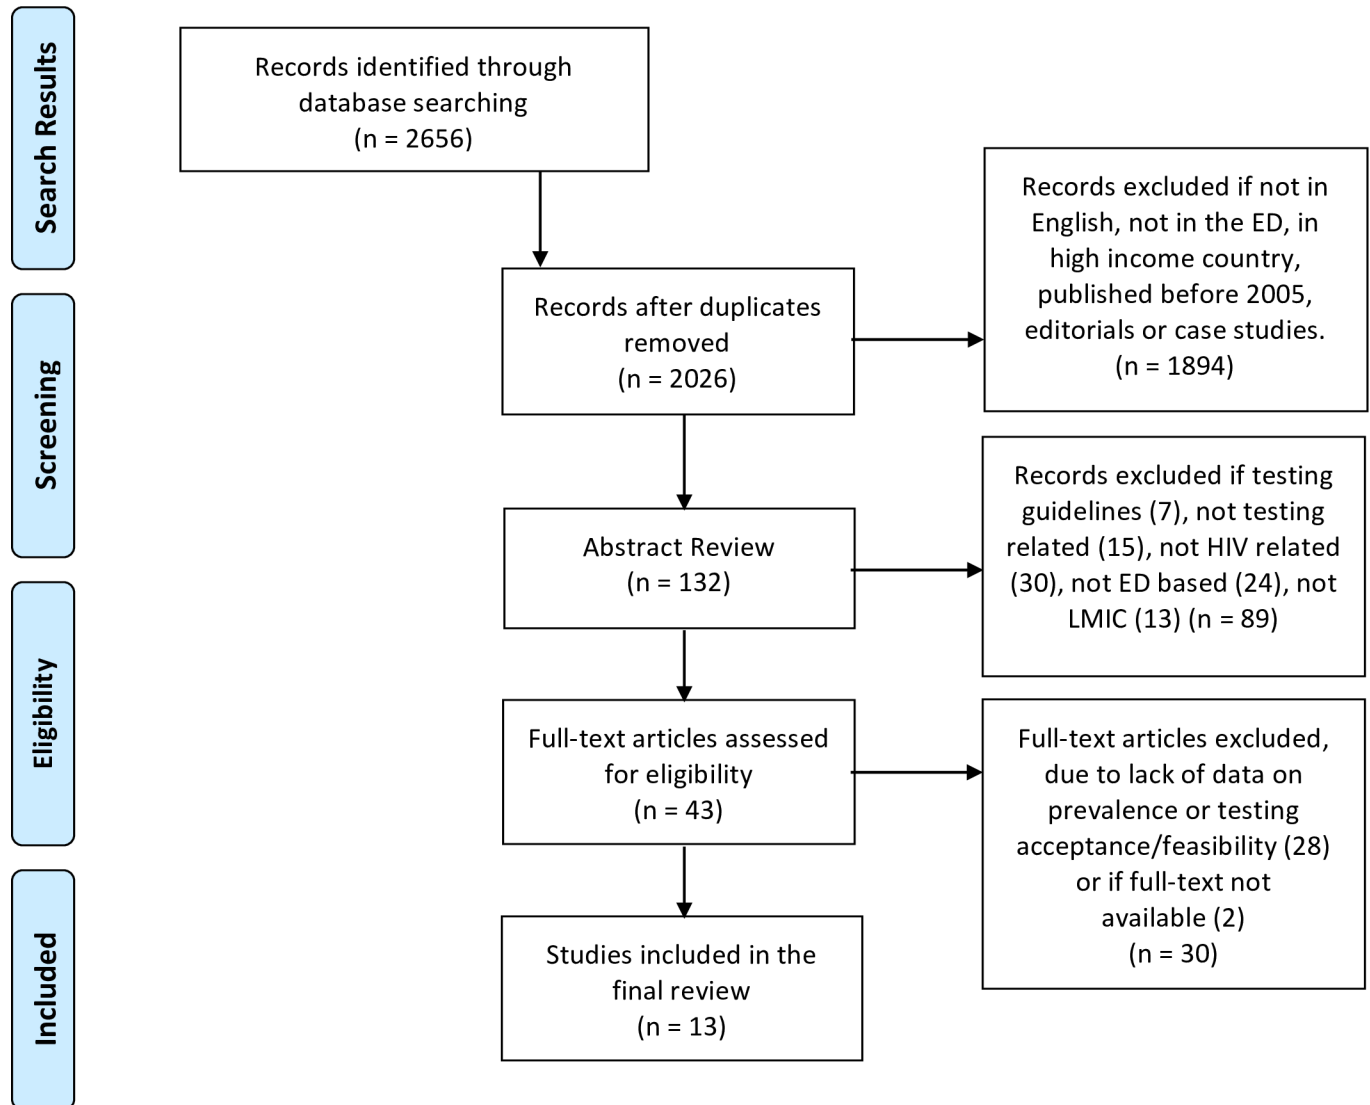 Search Results
Records identified through
database searching
(n = 2656)
Records excluded if not in
English, not in the ED, in
high income country,
published before 2005,
editorials or case studies.
(n = 1894)
Screening
Records after duplicates
removed
(n = 2026)
Abstract Review
(n = 132)
Records excluded if testing
guidelines (7), not testing
related (15), not HIV related
(30), not ED based (24), not
LMIC (13) (n = 89)
Eligibility
Full-text articles assessed
for eligibility
(n = 43)
Full-text articles excluded,
due to lack of data on
prevalence or testing
acceptance/feasibility (28)
or if full-text not
available (2)
(n = 30)
Included
Studies included in the
final review
(n = 13)